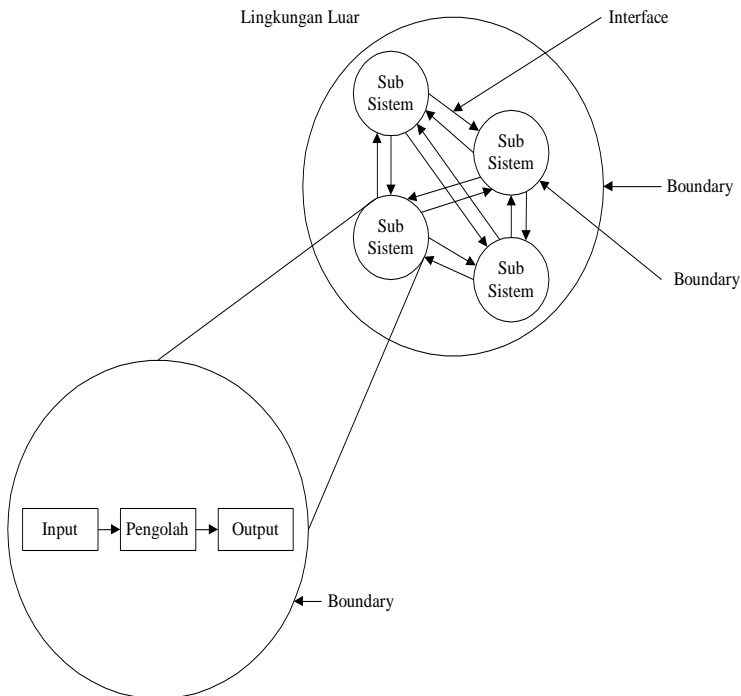 Lingkungan Luar
Interface
Sub
Sistem
Sub
Sistem
Boundary
Sub
Sistem
Sub
Sistem
Boundary
Input
Pengolah
Output
Boundary